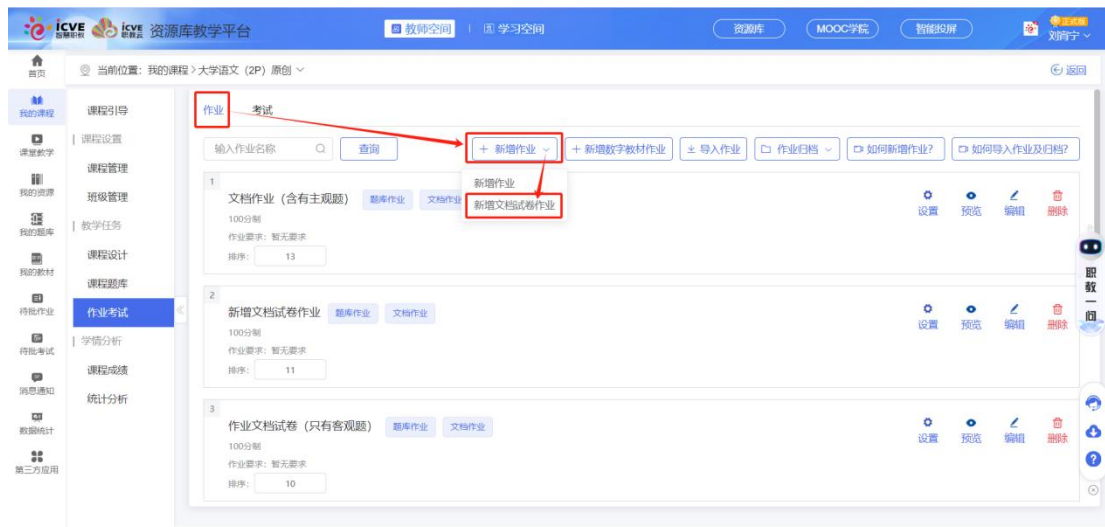 icve 智慧职教 icve 职教云 资源库教学平台 教师空间 学习空间 资源库 MOOC学院 智能投屏 正式版 刘宵宁
首页 当前位置：我的课程>大学语文（2P）原创 返回
我的课程
课堂教学
我的资源
我的题库
我的教材
待批作业
待批考试
消息通知
数据统计
第三方应用
课程引导
课程设置
课程管理
班级管理
教学任务
课程设计
课程题库
作业考试
学情分析
课程成绩
统计分析
作业 考试
输入作业名称 查询 + 新增作业 + 新增数字教材作业 导入作业 作业归档 如何新增作业? 如何导入作业及归档?
新增作业
新增文档试卷作业
1
文档作业（含有主观题） 题库作业 文档作业
100分制
作业要求：暂无要求
排序： 13
设置 预览 编辑 删除
2
新增文档试卷作业 题库作业 文档作业
100分制
作业要求：暂无要求
排序： 11
设置 预览 编辑 删除
3
作业文档试卷（只有客观题） 题库作业 文档作业
100分制
作业要求：暂无要求
排序： 10
设置 预览 编辑 删除
职教一问